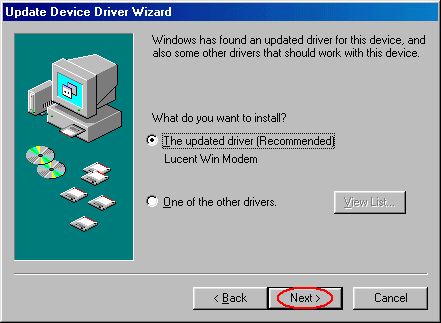 Update Device Driver Wizard
Windows has found an updated driver for this device, and
also some other drivers that should work with this device.
What do you want to install?
The updated driver (Recommended)
Lucent Win Modem
One of the other drivers.
View List...
< Back
Next >
Cancel